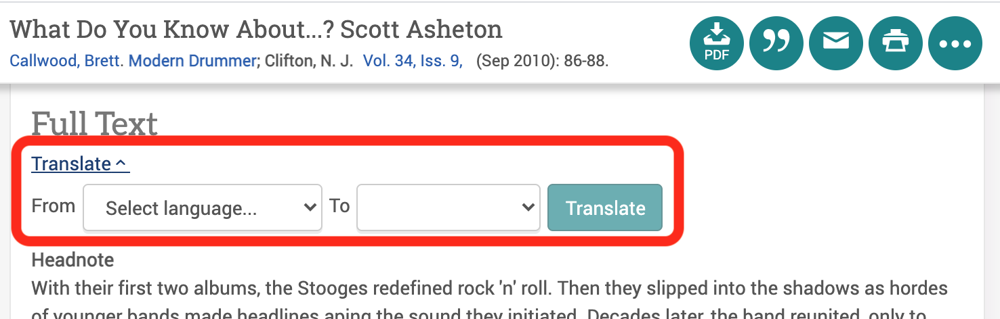 What Do You Know About...? Scott Asheton
Callwood, Brett. Modern Drummer; Clifton, N. J. Vol. 34, Iss. 9, (Sep 2010): 86-88.
PDF
Full Text
Translate ^
From Select language... To Translate
Headnote
With their first two albums, the Stooges redefined rock 'n' roll. Then they slipped into the shadows as hordes
of younger bands made headlines aping the sound they initiated. Decades later, the band reunited, only to